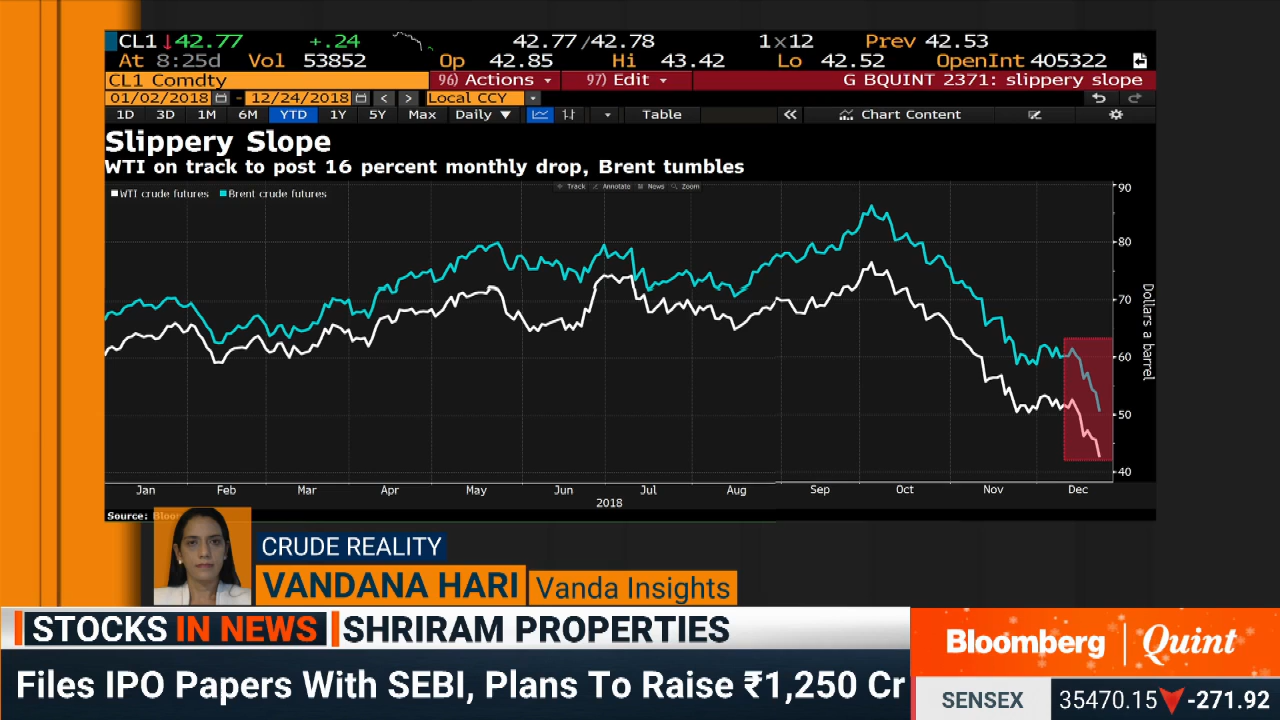 CL1 ↓42.77 +.24 42.77/42.78 1×12 Prev 42.53
At 8:25d Vol 53852 Op 42.85 Hi 43.42 Lo 42.52 OpenInt 405322
CL1 Comdty 96) Actions 97) Edit G BQUINT 2371: slippery slope
01/02/2018 - 12/24/2018 < > Local CCY
1D 3D 1M 6M YTD 1Y 5Y Max Daily ▼ Table « Chart Content
Slippery Slope
WTI on track to post 16 percent monthly drop, Brent tumbles
WTI crude futures Brent crude futures
Track Annotate News Zoom
90
80
70
60
50
40
Dollars a barrel
Jan Feb Mar Apr May Jun Jul Aug Sep Oct Nov Dec
2018
Source:
CRUDE REALITY
VANDANA HARI Vanda Insights
STOCKS IN NEWS SHRIRAM PROPERTIES
Files IPO Papers With SEBI, Plans To Raise ₹1,250 Cr
Bloomberg | Quint
SENSEX 35470.15 ▼-271.92